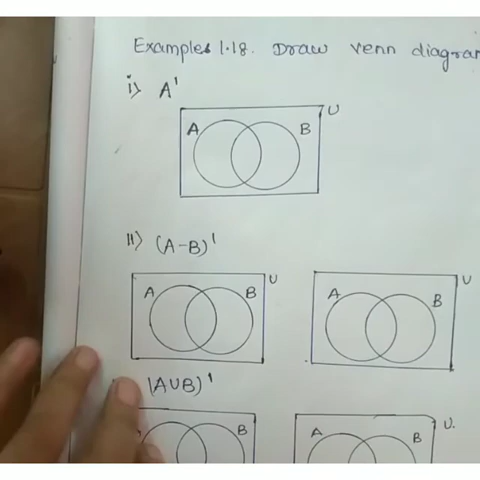 Examples 1.18. Draw venn diagram
i) A'
U
A B
II) (A-B)'
U U
A B A B
(AUB)'
B A B U.